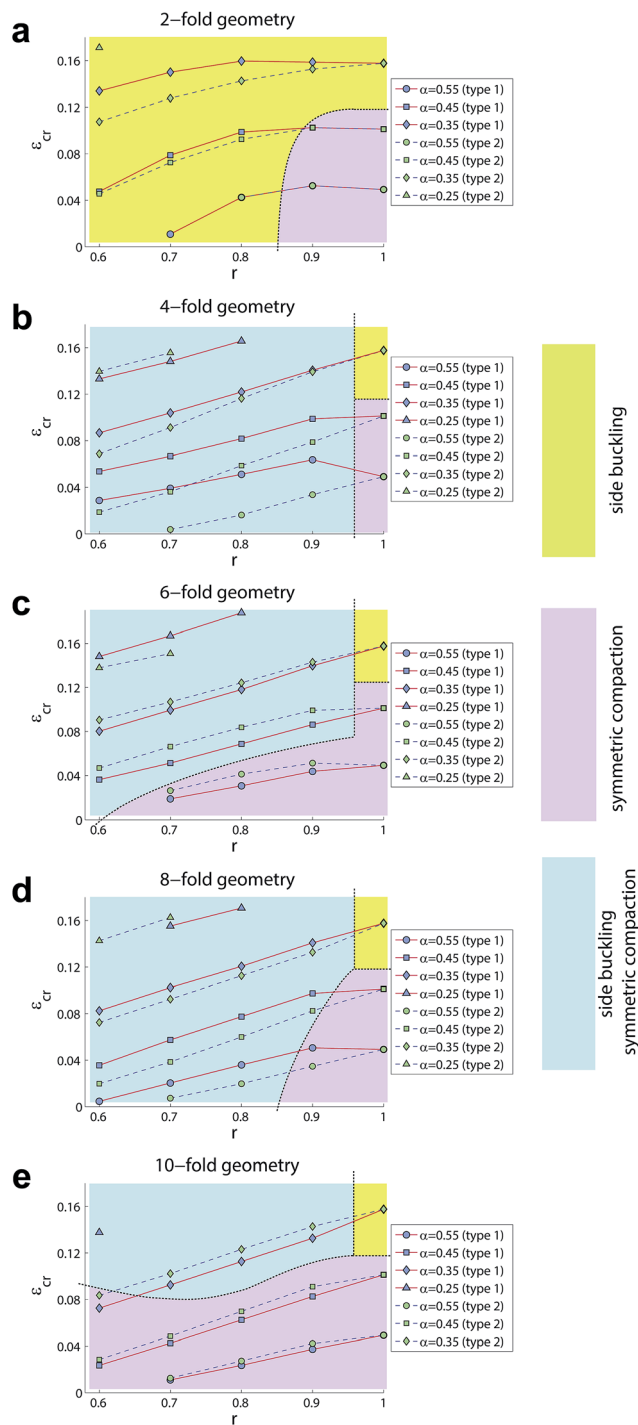 a
2−fold geometry
0.16
0.12
0.08
0.04
0
εcr
0.6 0.7 0.8 0.9 1
r
α=0.55 (type 1)
α=0.45 (type 1)
α=0.35 (type 1)
α=0.55 (type 2)
α=0.45 (type 2)
α=0.35 (type 2)
α=0.25 (type 2)
b
4−fold geometry
0.16
0.12
0.08
0.04
0
εcr
0.6 0.7 0.8 0.9 1
r
α=0.55 (type 1)
α=0.45 (type 1)
α=0.35 (type 1)
α=0.25 (type 1)
α=0.55 (type 2)
α=0.45 (type 2)
α=0.35 (type 2)
α=0.25 (type 2)
side buckling
c
6−fold geometry
0.16
0.12
0.08
0.04
0
εcr
0.6 0.7 0.8 0.9 1
r
α=0.55 (type 1)
α=0.45 (type 1)
α=0.35 (type 1)
α=0.25 (type 1)
α=0.55 (type 2)
α=0.45 (type 2)
α=0.35 (type 2)
α=0.25 (type 2)
symmetric compaction
d
8−fold geometry
0.16
0.12
0.08
0.04
0
εcr
0.6 0.7 0.8 0.9 1
r
α=0.55 (type 1)
α=0.45 (type 1)
α=0.35 (type 1)
α=0.25 (type 1)
α=0.55 (type 2)
α=0.45 (type 2)
α=0.35 (type 2)
α=0.25 (type 2)
side buckling
symmetric compaction
e
10−fold geometry
0.16
0.12
0.08
0.04
0
εcr
0.6 0.7 0.8 0.9 1
r
α=0.55 (type 1)
α=0.45 (type 1)
α=0.35 (type 1)
α=0.25 (type 1)
α=0.55 (type 2)
α=0.45 (type 2)
α=0.35 (type 2)